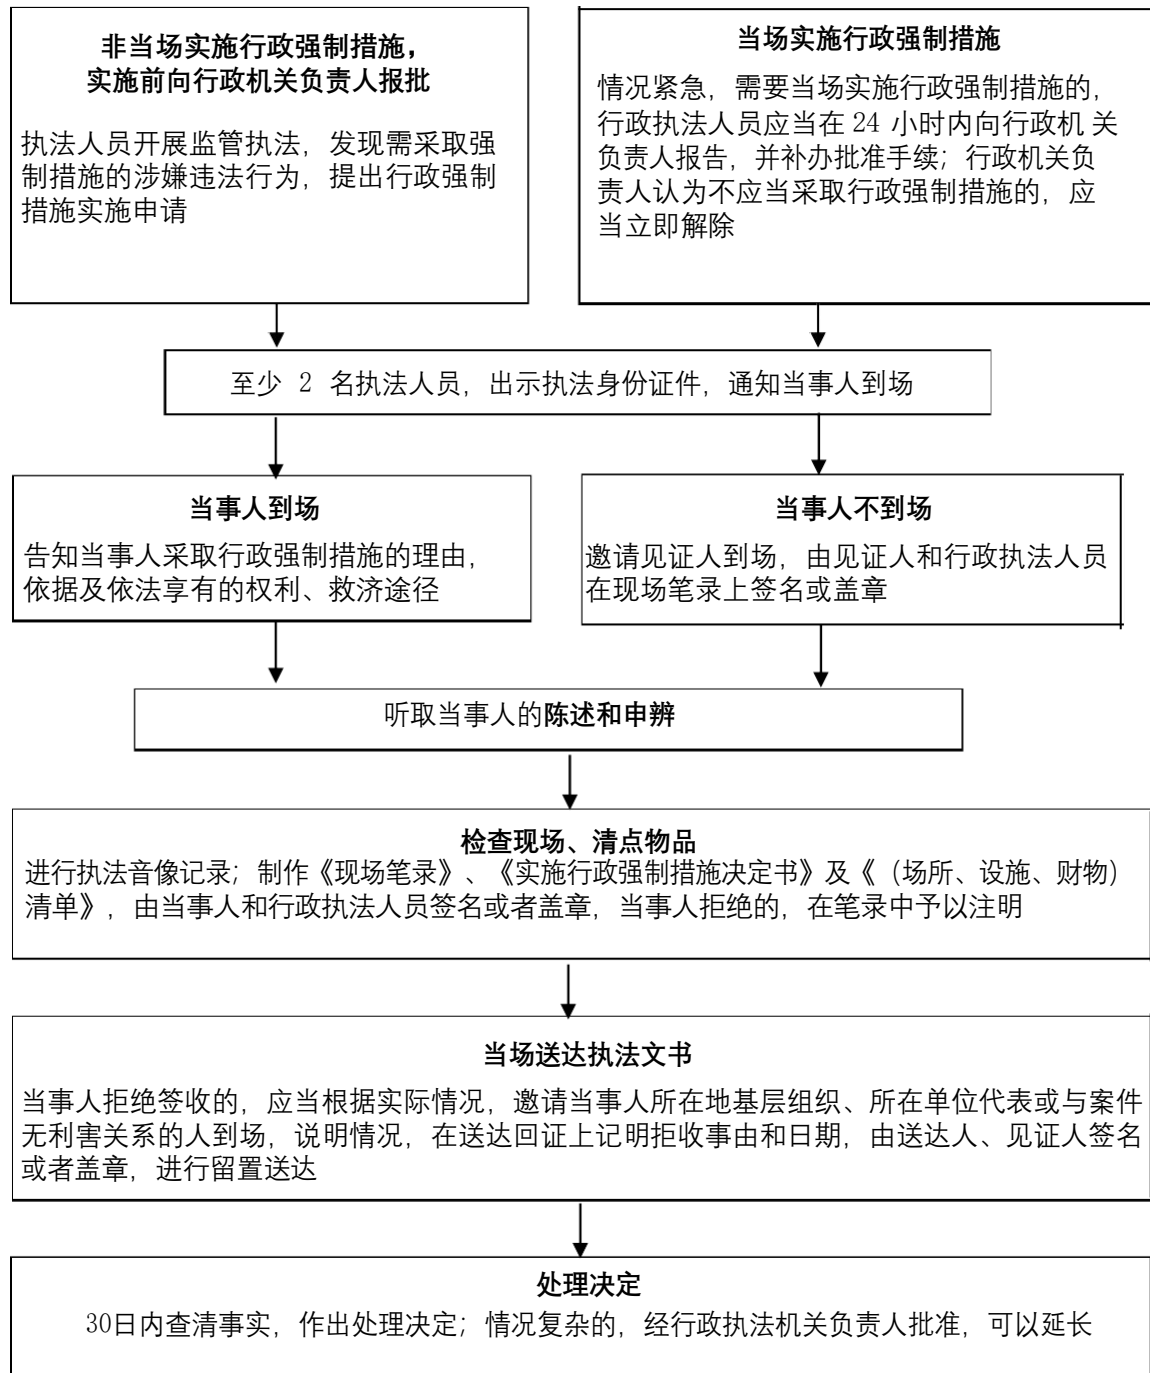 非当场实施行政强制措施，
实施前向行政机关负责人报批
执法人员开展监管执法，发现需采取强
制措施的涉嫌违法行为，提出行政强制
措施实施申请
当场实施行政强制措施
情况紧急，需要当场实施行政强制措施的，
行政执法人员应当在 24 小时内向行政机 关
负责人报告，并补办批准手续；行政机关负
责人认为不应当采取行政强制措施的，应
当立即解除
至少 2 名执法人员，出示执法身份证件，通知当事人到场
当事人到场
告知当事人采取行政强制措施的理由，
依据及依法享有的权利、救济途径
当事人不到场
邀请见证人到场，由见证人和行政执法人员
在现场笔录上签名或盖章
听取当事人的陈述和申辨
检查现场、清点物品
进行执法音像记录；制作《现场笔录》、《实施行政强制措施决定书》及《（场所、设施、财物）
清单》，由当事人和行政执法人员签名或者盖章，当事人拒绝的，在笔录中予以注明
当场送达执法文书
当事人拒绝签收的，应当根据实际情况，邀请当事人所在地基层组织、所在单位代表或与案件
无利害关系的人到场，说明情况，在送达回证上记明拒收事由和日期，由送达人、见证人签名
或者盖章，进行留置送达
处理决定
30日内查清事实，作出处理决定；情况复杂的，经行政执法机关负责人批准，可以延长